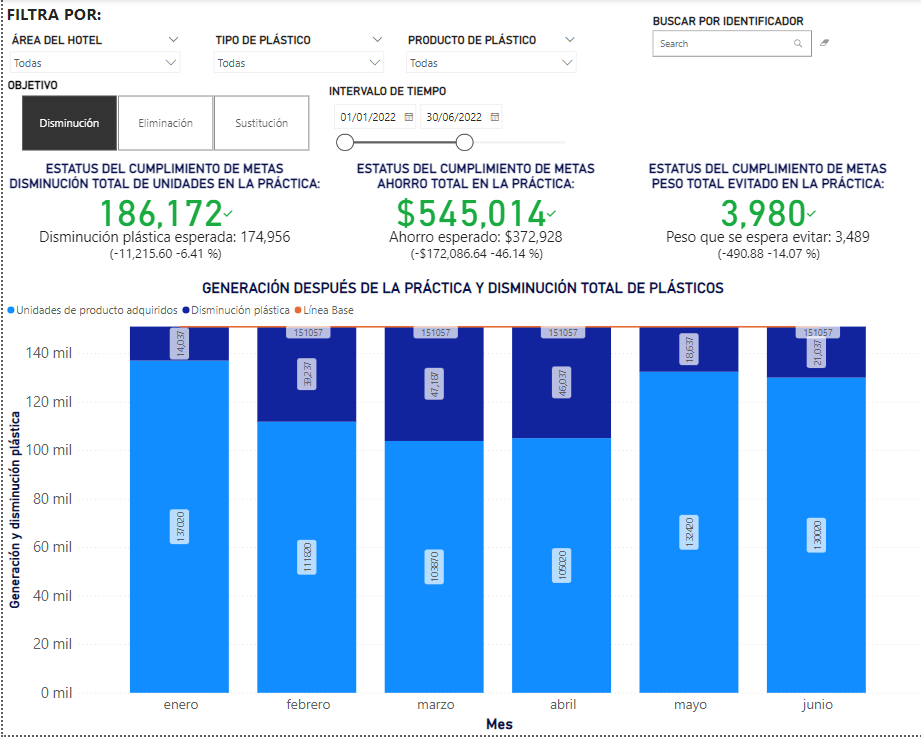 FILTRA POR:
ÁREA DEL HOTEL
Todas
TIPO DE PLÁSTICO
Todas
PRODUCTO DE PLÁSTICO
Todas
BUSCAR POR IDENTIFICADOR
Search
OBJETIVO
Disminución
Eliminación
Sustitución
INTERVALO DE TIEMPO
01/01/2022
30/06/2022
ESTATUS DEL CUMPLIMIENTO DE METAS
DISMINUCIÓN TOTAL DE UNIDADES EN LA PRÁCTICA:
186,172
Disminución plástica esperada: 174,956
(-11,215.60 -6.41 %)
ESTATUS DEL CUMPLIMIENTO DE METAS
AHORRO TOTAL EN LA PRÁCTICA:
$545,014
Ahorro esperado: $372,928
(-$172,086.64 -46.14 %)
ESTATUS DEL CUMPLIMIENTO DE METAS
PESO TOTAL EVITADO EN LA PRÁCTICA:
3,980
Peso que se espera evitar: 3,489
(-490.88 -14.07 %)
GENERACIÓN DESPUÉS DE LA PRÁCTICA Y DISMINUCIÓN TOTAL DE PLÁSTICOS
Unidades de producto adquiridos
Disminución plástica
Línea Base
Generación y disminución plástica
140 mil
120 mil
100 mil
80 mil
60 mil
40 mil
20 mil
0 mil
151057
151057
151057
151057
14,037
39,237
47,187
46,037
18,637
21,037
137020
111820
103870
105020
132420
130020
enero
febrero
marzo
abril
mayo
junio
Mes